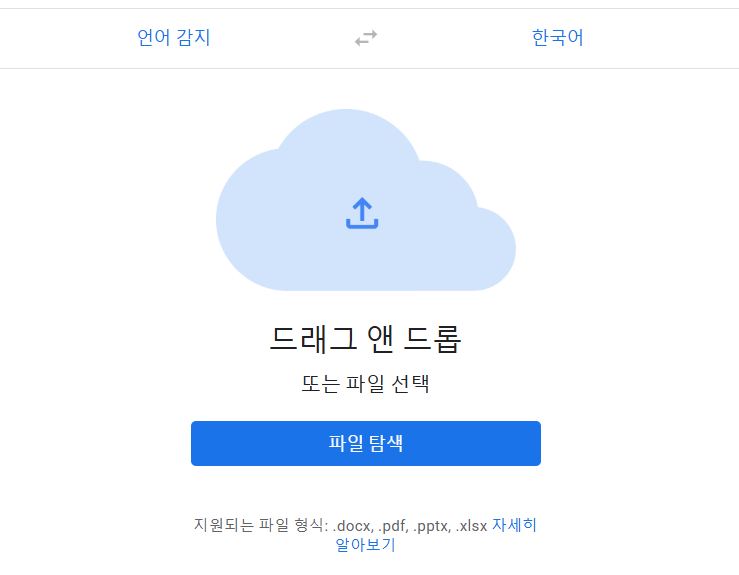 언어 감지
한국어
드래그 앤 드롭
또는 파일 선택
파일 탐색
지원되는 파일 형식: .docx, .pdf, .pptx, .xlsx 자세히
알아보기